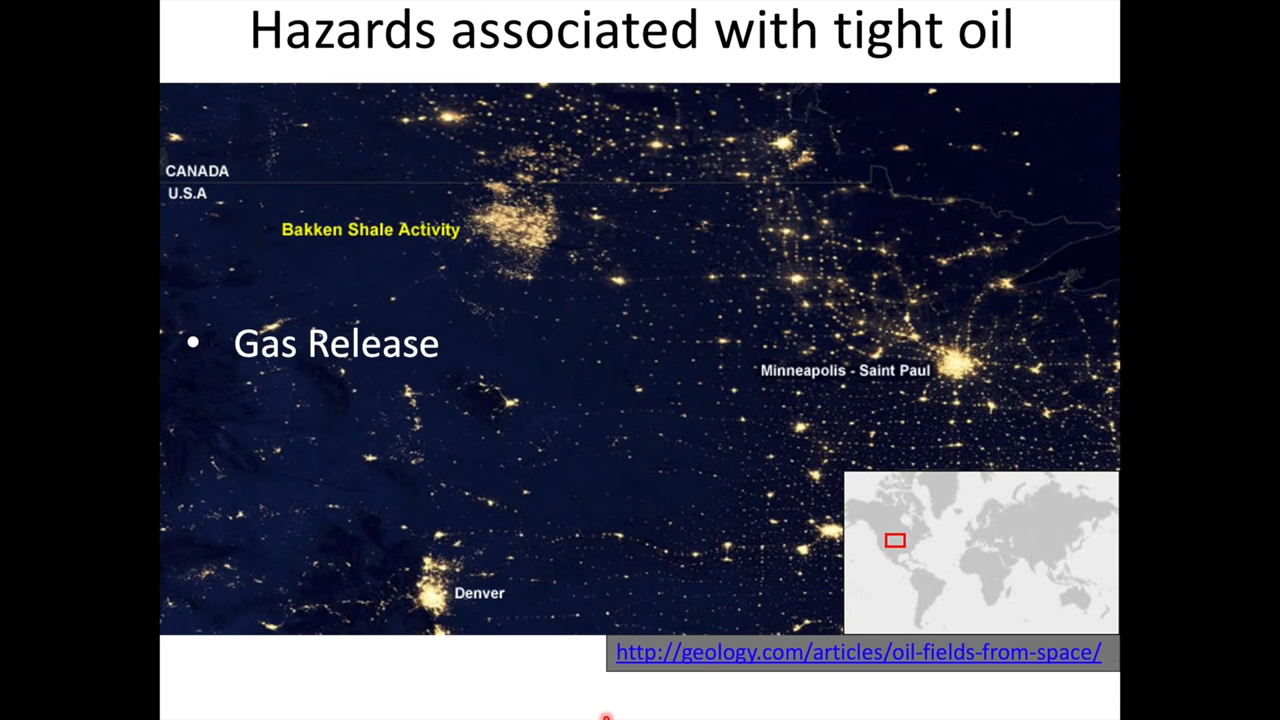 Hazards associated with tight oil
CANADA
U.S.A
Bakken Shale Activity
• Gas Release
Minneapolis - Saint Paul
Denver
http://geology.com/articles/oil-fields-from-space/